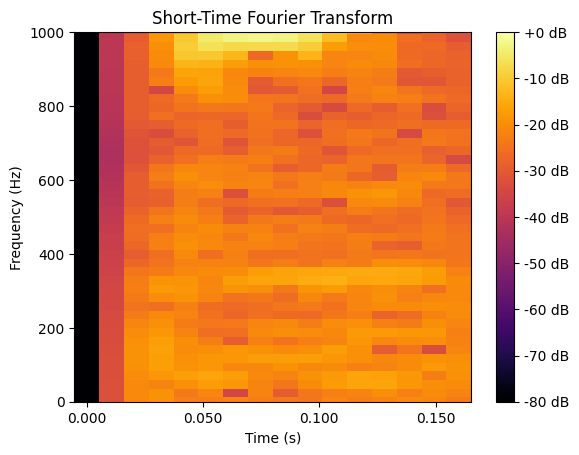 Short-Time Fourier Transform
1000
800
600
400
200
0
Frequency (Hz)
0.000
0.050
0.100
0.150
Time (s)
+0 dB
-10 dB
-20 dB
-30 dB
-40 dB
-50 dB
-60 dB
-70 dB
-80 dB